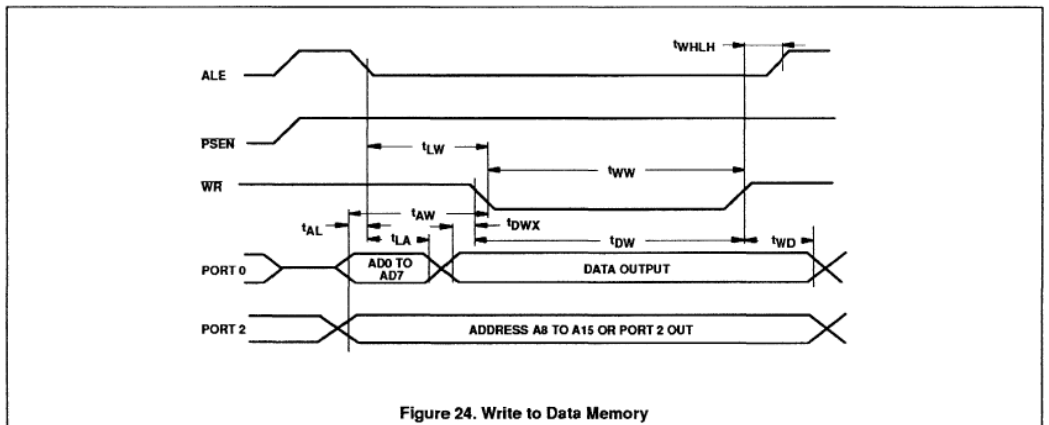 tWHLH
ALE
PSEN
tLW
tWW
WR
tAW
tAL
tDWX
tLA
tDW
tWD
PORT 0
AD0 TO
AD7
DATA OUTPUT
PORT 2
ADDRESS A8 TO A15 OR PORT 2 OUT
Figure 24. Write to Data Memory